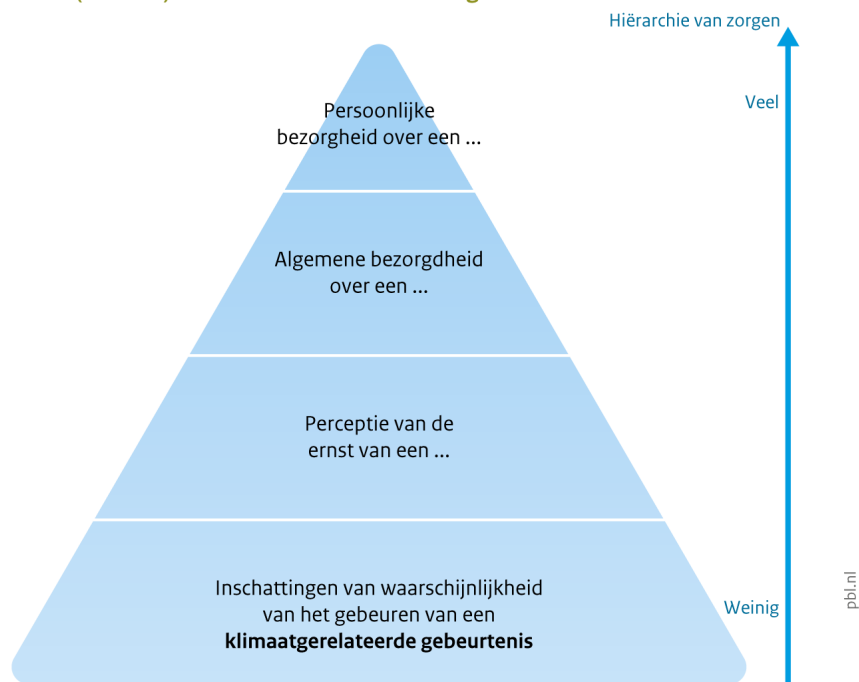 Hiërarchie van zorgen
Veel
Persoonlijke
bezorgheid over een ...
Algemene bezorgdheid
over een ...
Perceptie van de
ernst van een ...
Inschattingen van waarschijnlijkheid
van het gebeuren van een
klimaatgerelateerde gebeurtenis
Weinig
pbl.nl